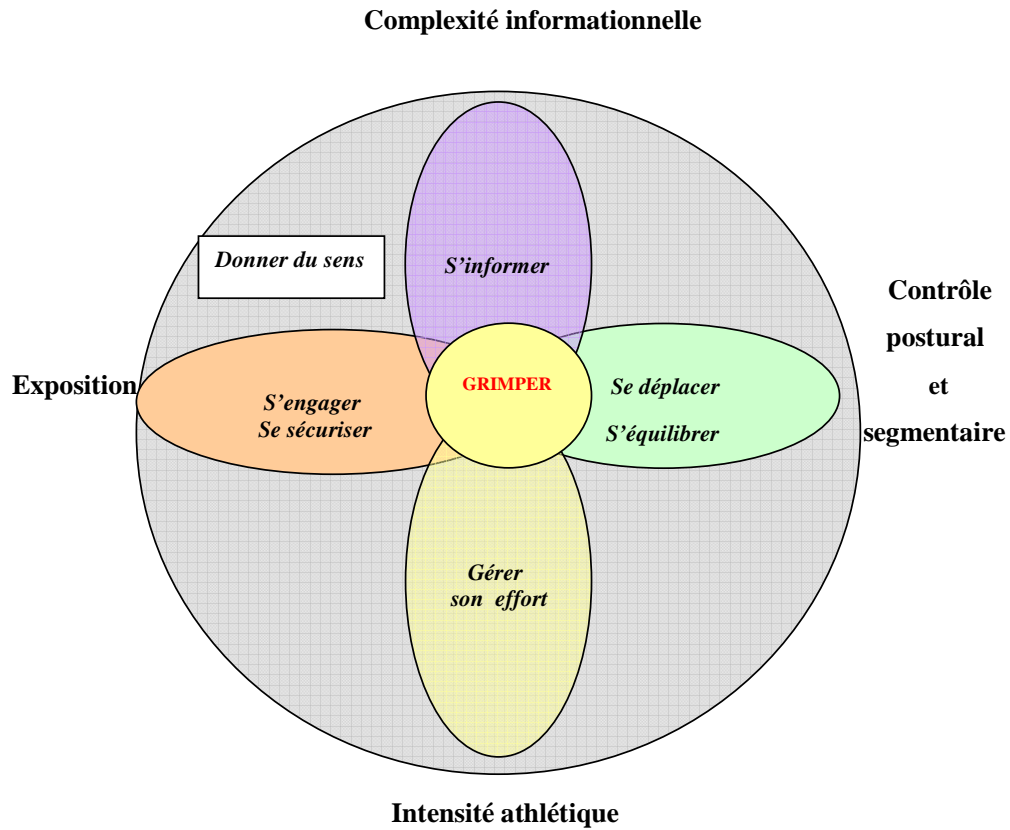 Complexité informationnelle
Donner du sens
S'informer
Contrôle
postural
et
segmentaire
Exposition
S'engager
Se sécuriser
GRIMPER
Se déplacer
S'équilibrer
Gérer
son effort
Intensité athlétique